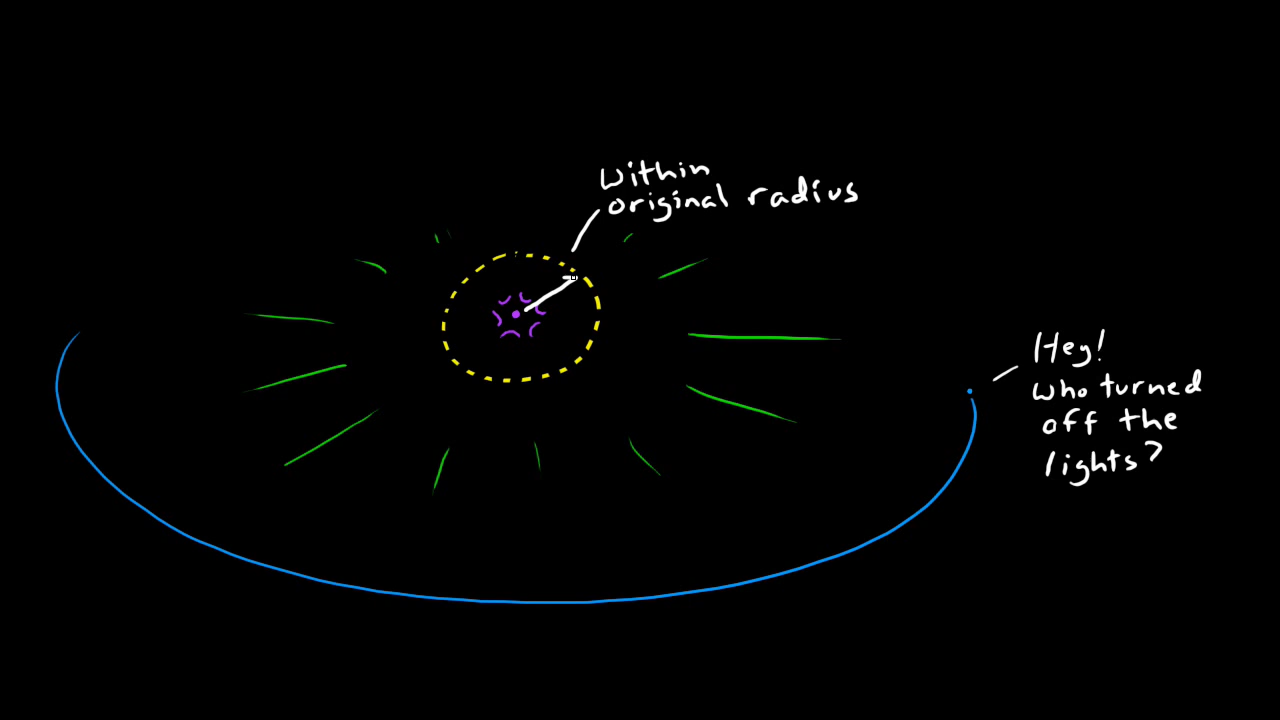 within
original radius
Hey!
who turned
off the
lights?